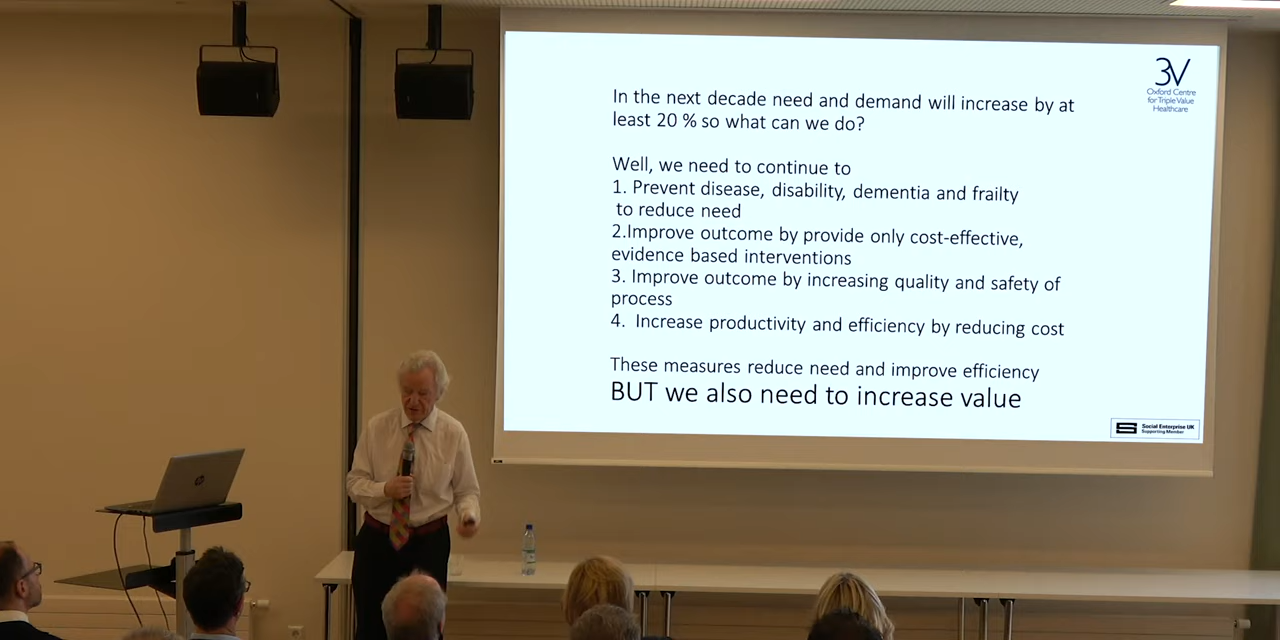 3V
Oxford Centre
for Triple Value
Healthcare
In the next decade need and demand will increase by at
least 20 % so what can we do?
Well, we need to continue to
1. Prevent disease, disability, dementia and frailty
to reduce need
2.Improve outcome by provide only cost-effective,
evidence based interventions
3. Improve outcome by increasing quality and safety of
process
4. Increase productivity and efficiency by reducing cost
These measures reduce need and improve efficiency
BUT we also need to increase value
Social Enterprise UK
Supporting Member
hp